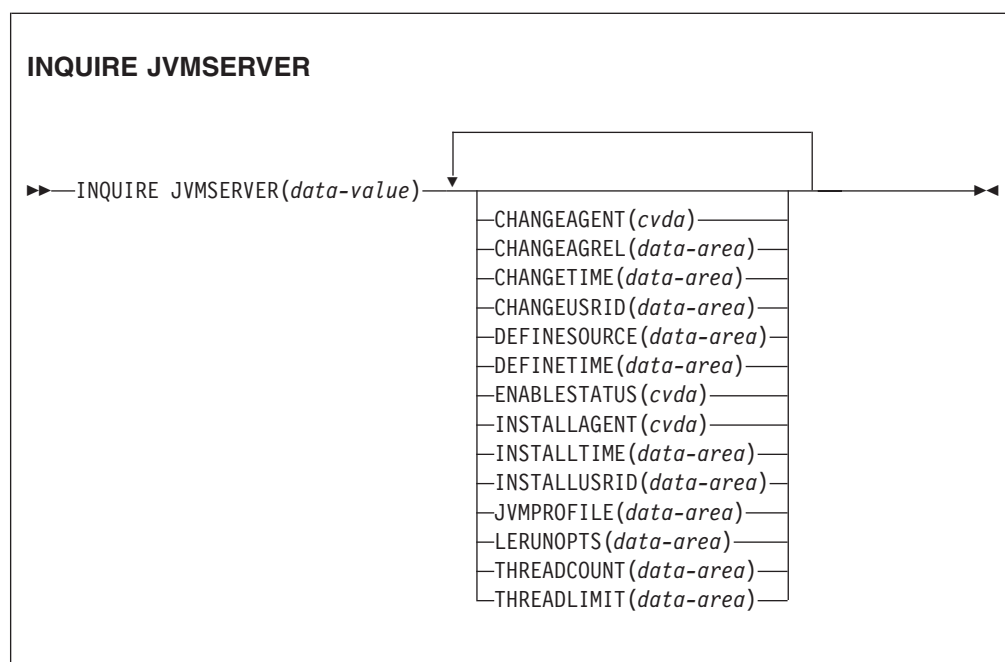 INQUIRE JVMSERVER
INQUIRE JVMSERVER(data-value)
CHANGEAGENT(cvda)
CHANGEAGREL(data-area)
CHANGETIME(data-area)
CHANGEUSRID(data-area)
DEFINESOURCE(data-area)
DEFINETIME(data-area)
ENABLESTATUS(cvda)
INSTALLAGENT(cvda)
INSTALLTIME(data-area)
INSTALLUSRID(data-area)
JVMPROFILE(data-area)
LERUNOPTS(data-area)
THREADCOUNT(data-area)
THREADLIMIT(data-area)